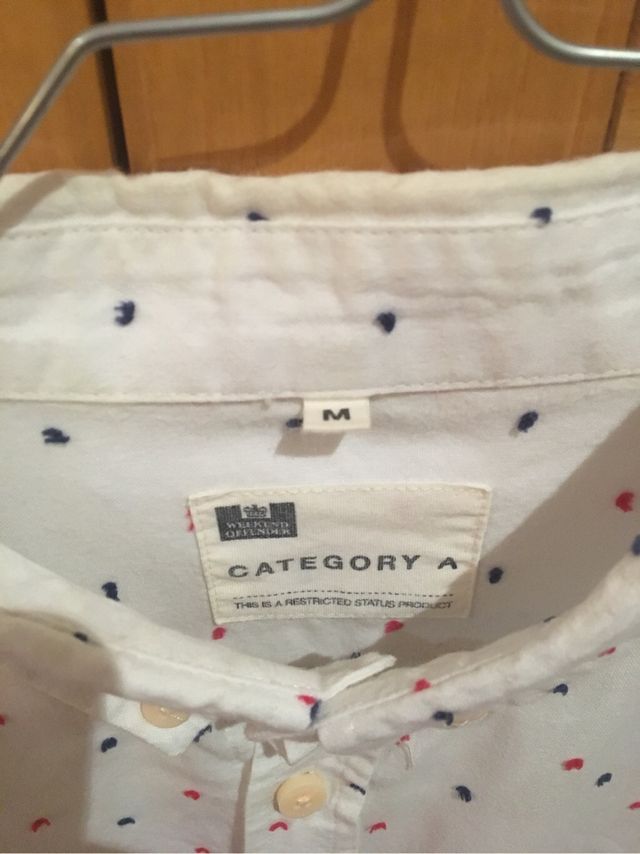 M
WEEKEND
OFFENDER
CATEGORY A
THIS IS A RESTRICTED STATUS PRODUCT